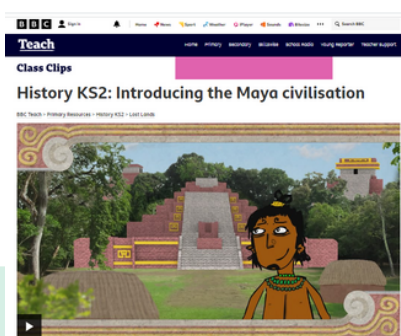 BBC Sign in Home News Sport Weather iPlayer Sounds Bitesize ••• Search BBC
Teach Home Primary Secondary Skillswise School Radio Young Reporter Teacher Support
Class Clips
History KS2: Introducing the Maya civilisation
BBC Teach > Primary Resources > History KS2 > Lost Lands